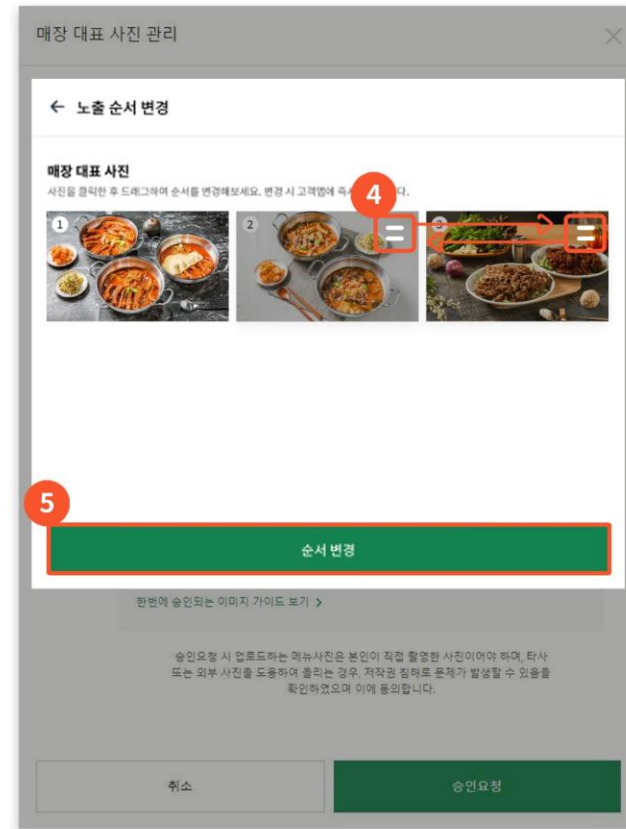 매장 대표 사진 관리
← 노출 순서 변경
매장 대표 사진
사진을 클릭한 후 드래그하여 순서를 변경해보세요. 변경 시 고객앱에 다.
4
1
2
5
순서 변경
한번에 승인되는 이미지 가이드 보기 >
승인요청 시 업로드하는 메뉴사진은 본인이 직접 촬영한 사진이어야 하며, 타사
또는 외부 사진을 도용하여 올리는 경우, 저작권 침해로 문제가 발생할 수 있음을
확인하였으며 이에 동의합니다.
취소
승인요청